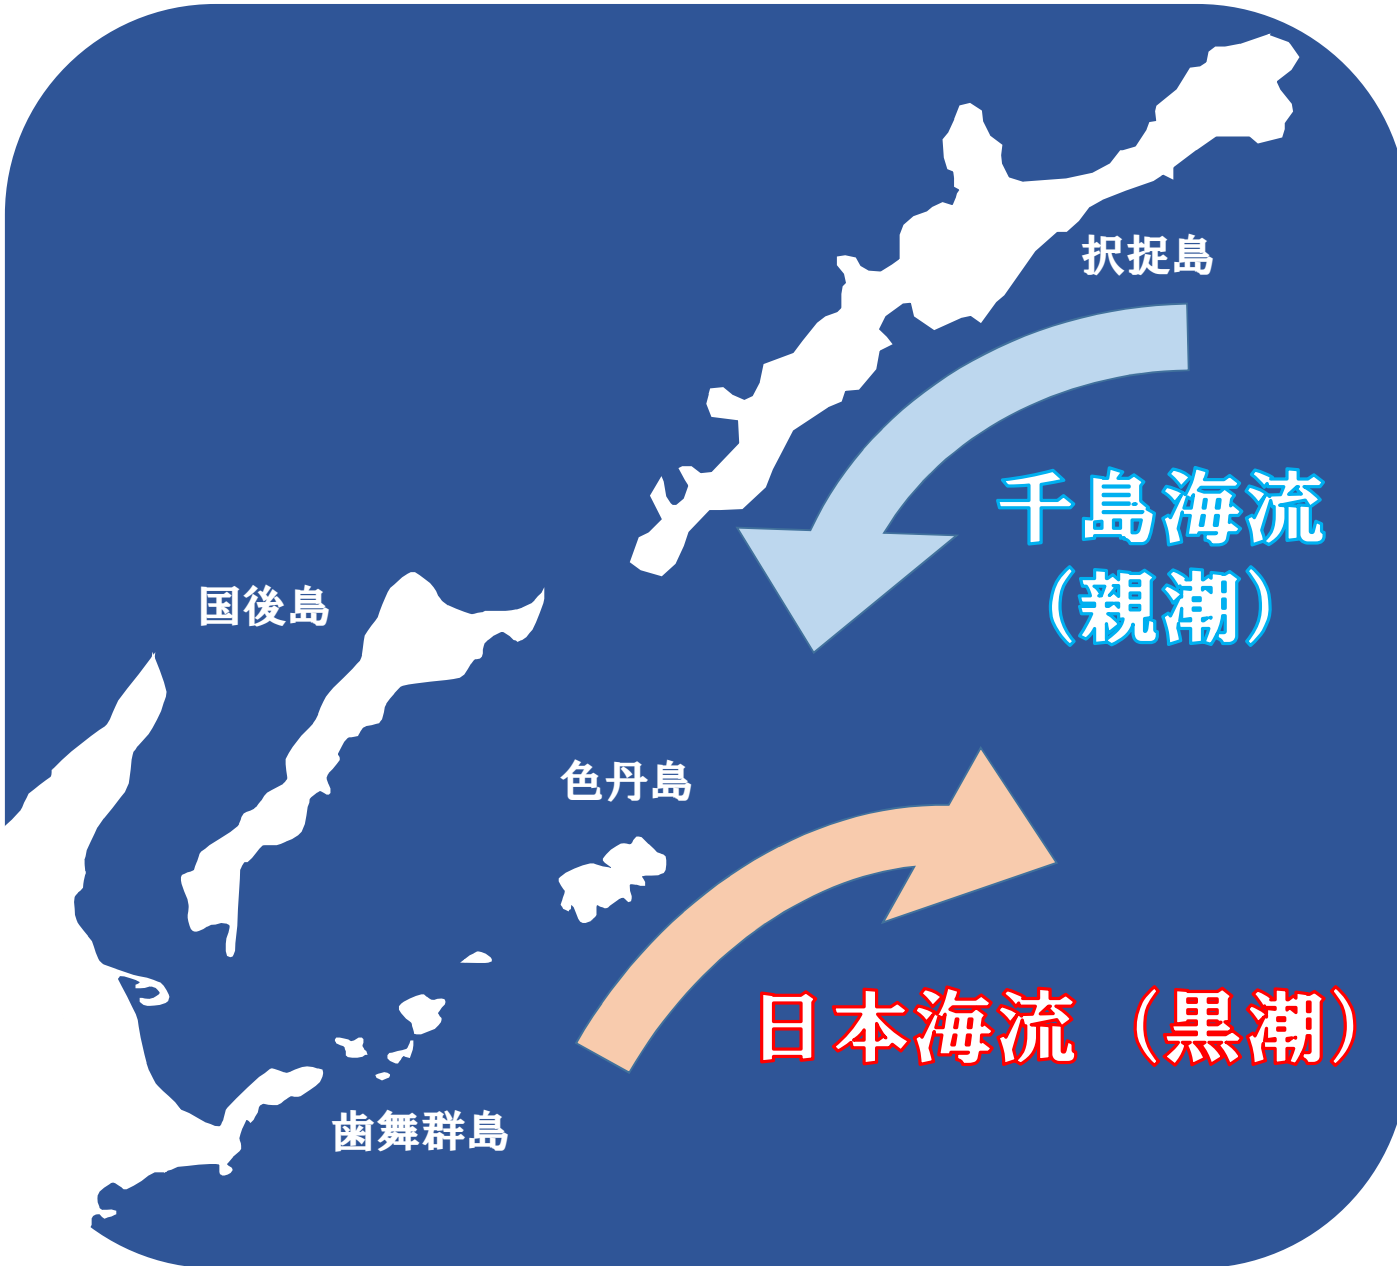 択捉島
千島海流
（親潮）
国後島
色丹島
日本海流（黒潮）
歯舞群島